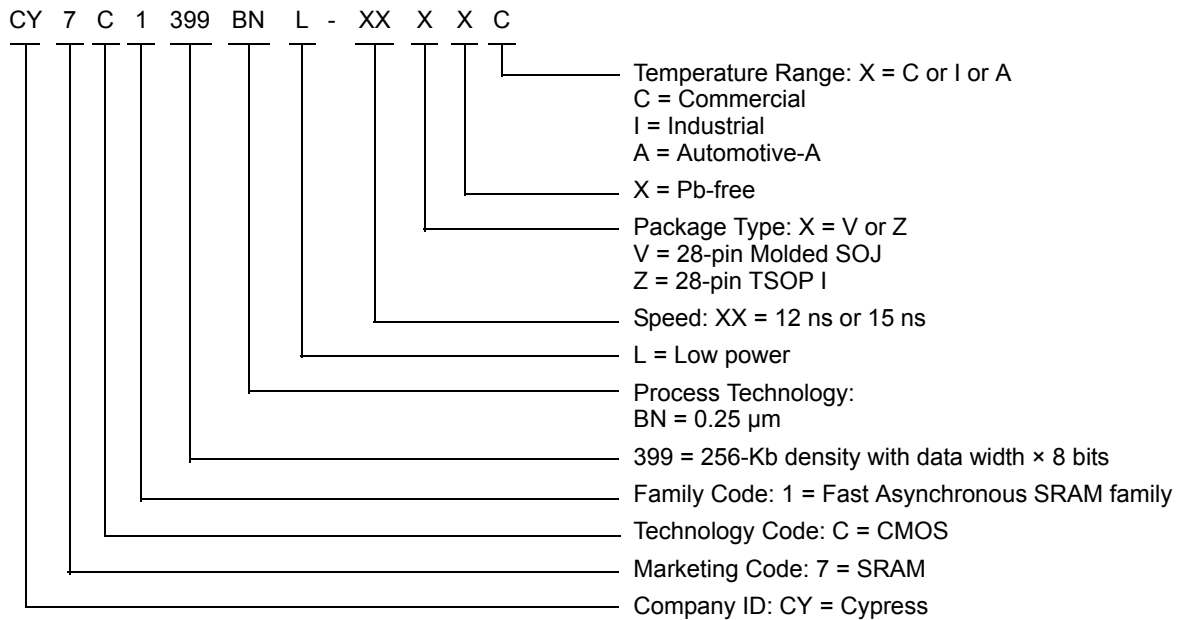 CY 7 C 1 399 BN L - XX X X C
Temperature Range: X = C or I or A
C = Commercial
I = Industrial
A = Automotive-A
X = Pb-free
Package Type: X = V or Z
V = 28-pin Molded SOJ
Z = 28-pin TSOP I
Speed: XX = 12 ns or 15 ns
L = Low power
Process Technology:
BN = 0.25 µm
399 = 256-Kb density with data width × 8 bits
Family Code: 1 = Fast Asynchronous SRAM family
Technology Code: C = CMOS
Marketing Code: 7 = SRAM
Company ID: CY = Cypress